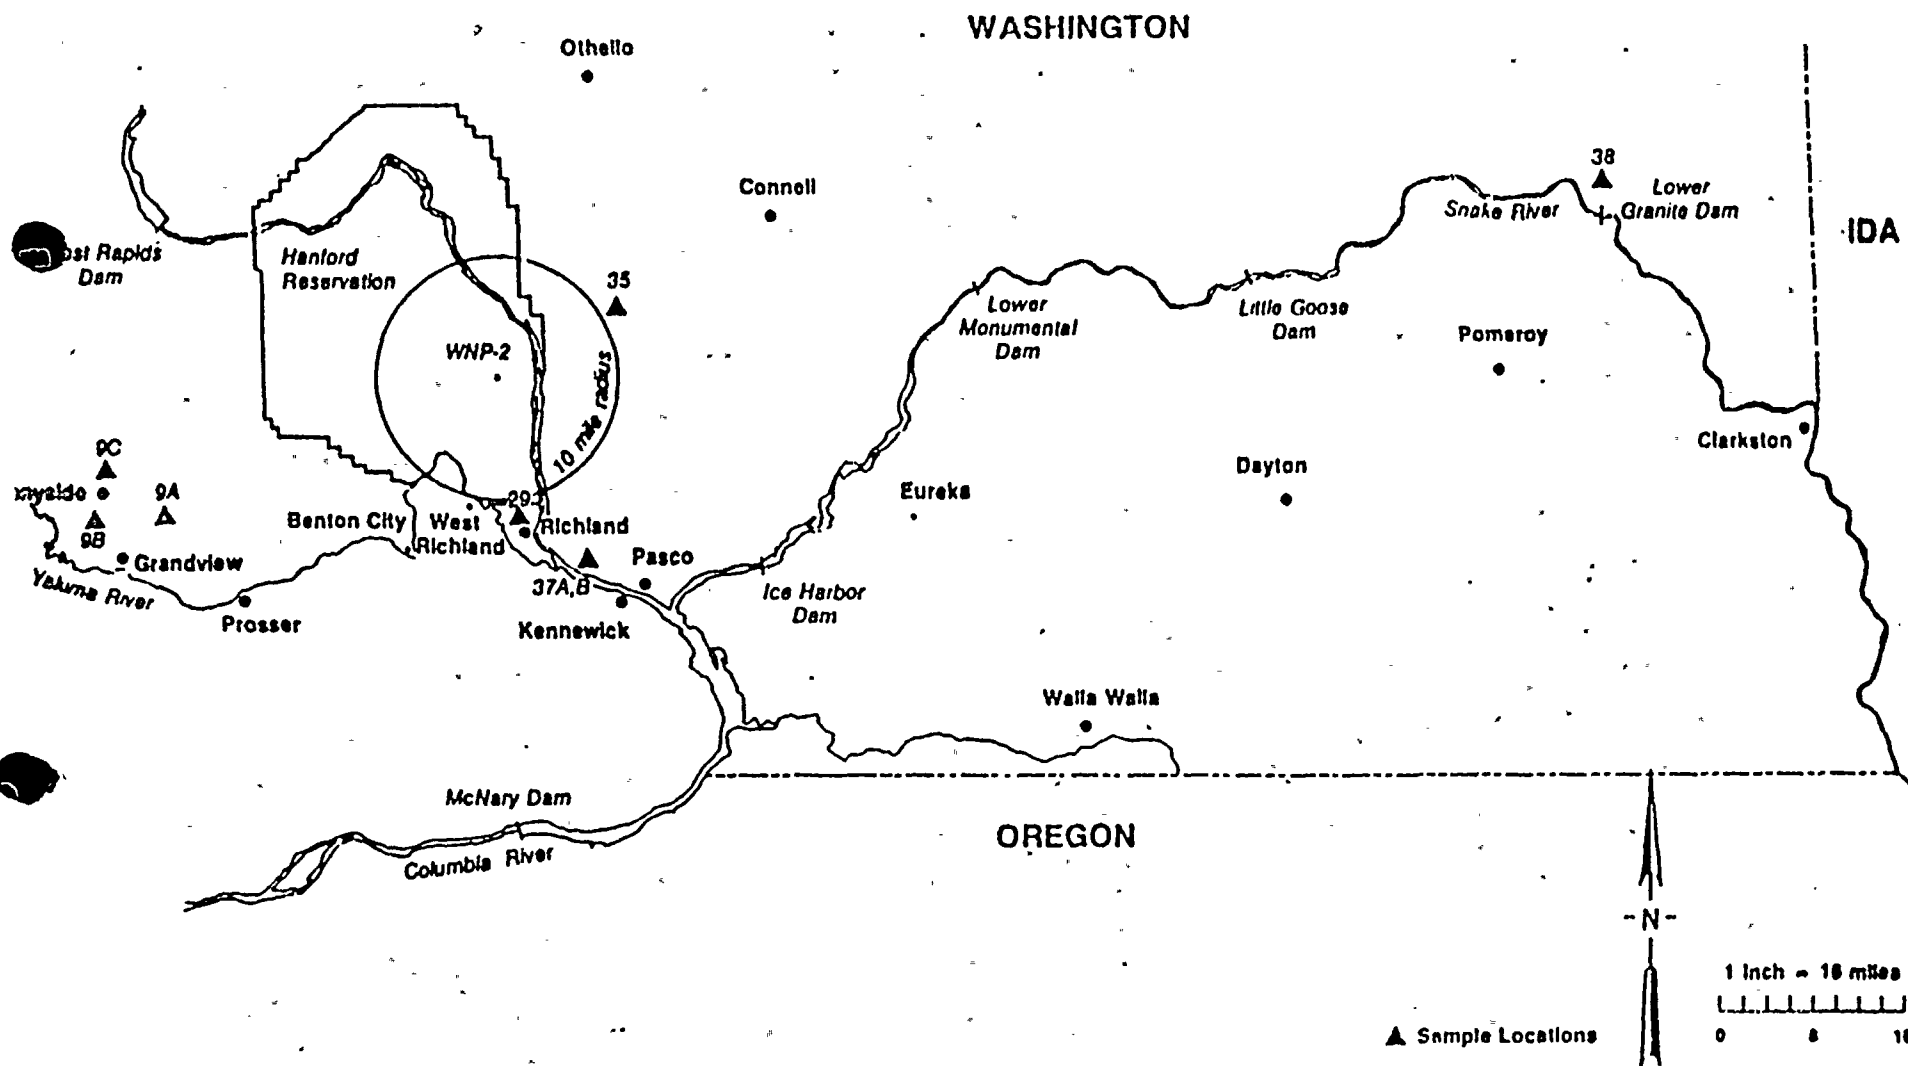 WASHINGTON
Othello
Connell
38
Snake River
Lower
Granite Dam
IDA
Rapids
Dam
Hanford
Reservation
35
WNP-2
10 mile radius
Lower
Monumental
Dam
Little Goose
Dam
Pomeroy
Clarkston
9C
9A
9B
Grandview
Yakima River
Prosser
Benton City
West
Richland
29
Richland
37A,B
Pasco
Kennewick
Ice Harbor
Dam
Eureka
Dayton
Walla Walla
McNary Dam
Columbia River
OREGON
-N-
1 inch = 16 miles
0 8
Sample Locations